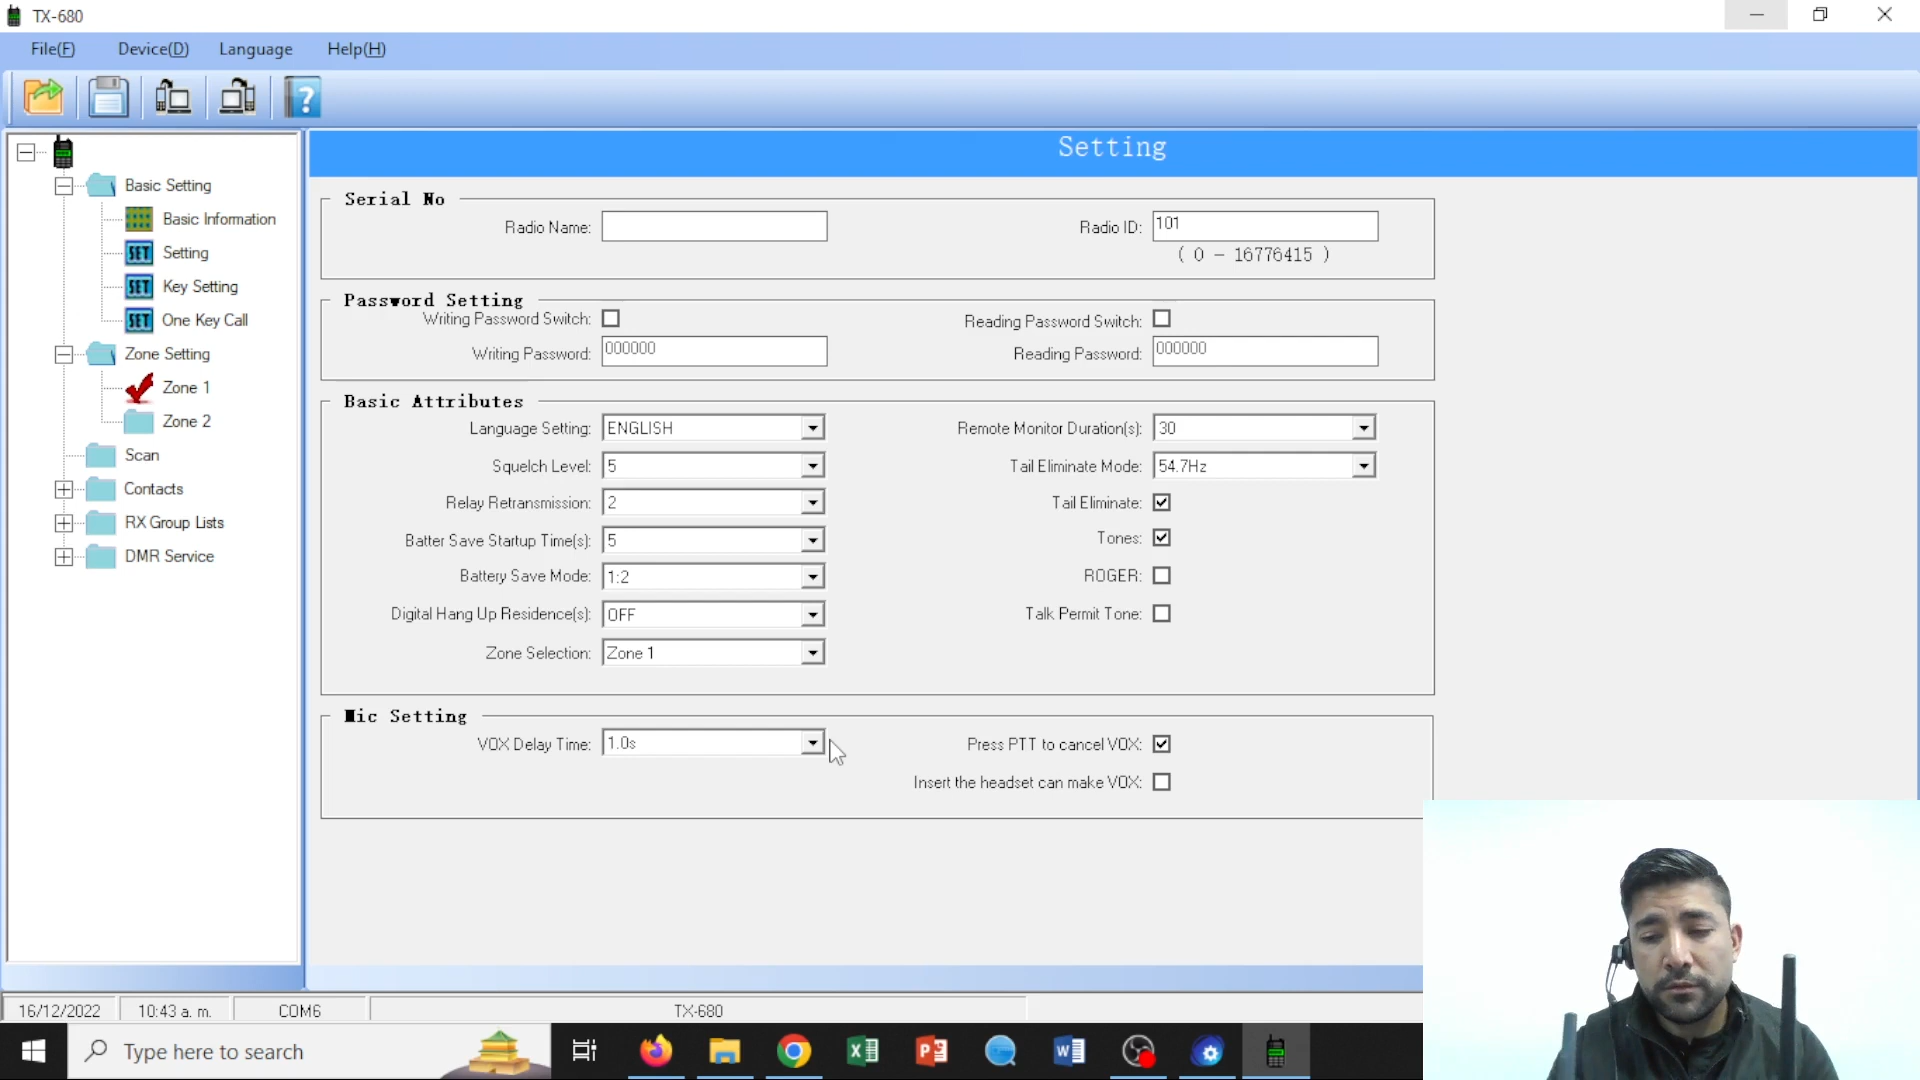 TX-680
File(F) Device(D) Language Help(H)
Setting
Basic Setting
Basic Information
Setting
Key Setting
One Key Call
Zone Setting
Zone 1
Zone 2
Scan
Contacts
RX Group Lists
DMR Service
Serial No
Radio Name:
Radio ID: 101
( 0 - 16776415 )
Password Setting
Writing Password Switch:
Reading Password Switch:
Writing Password: 000000
Reading Password: 000000
Basic Attributes
Language Setting: ENGLISH
Remote Monitor Duration(s): 30
Squelch Level: 5
Tail Eliminate Mode: 54.7Hz
Relay Retransmission: 2
Tail Eliminate:
Batter Save Startup Time(s): 5
Tones:
Battery Save Mode: 1:2
ROGER:
Digital Hang Up Residence(s): OFF
Talk Permit Tone:
Zone Selection: Zone 1
Mic Setting
VOX Delay Time: 1.0s
Press PTT to cancel VOX:
Insert the headset can make VOX:
16/12/2022 10:43 a. m. COM6 TX-680
Type here to search